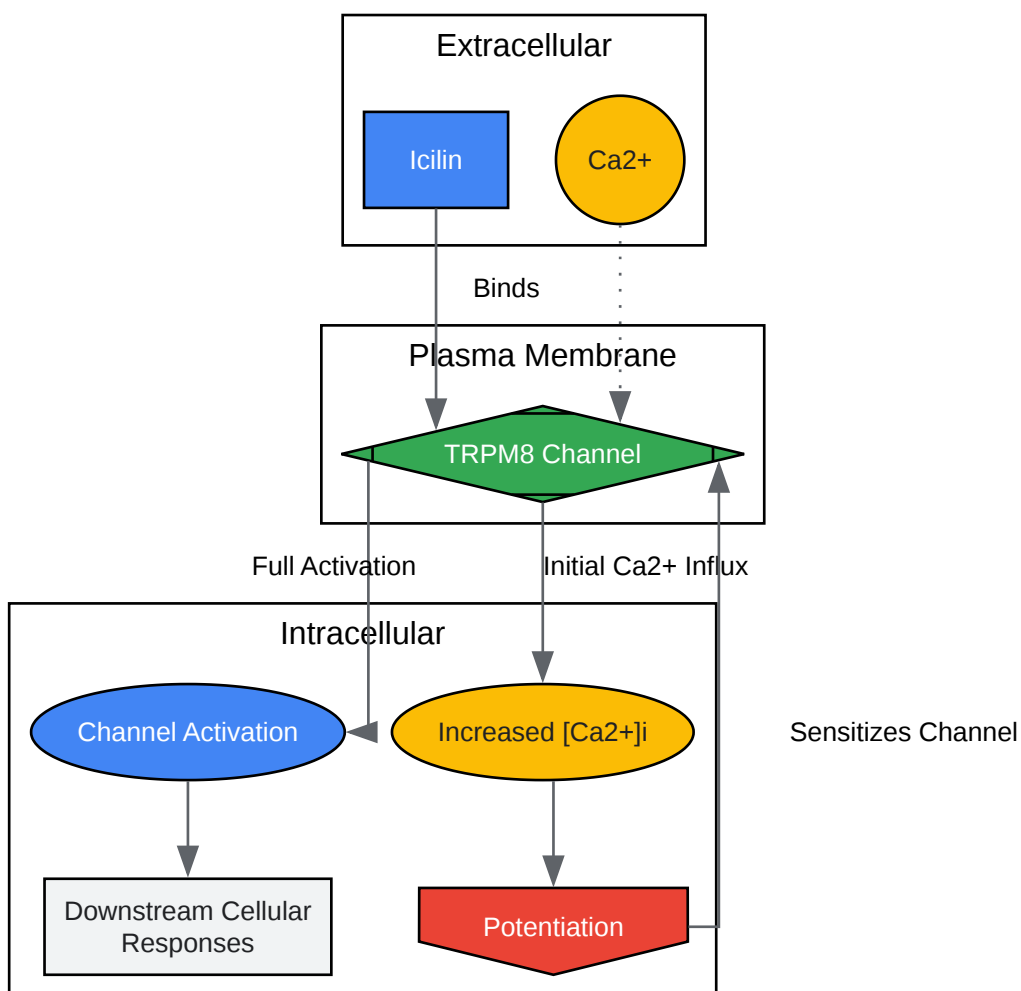 Extracellular
Icilin
Ca2+
Binds
Plasma Membrane
TRPM8 Channel
Full Activation
Initial Ca2+ Influx
Intracellular
Channel Activation
Increased [Ca2+]i
Sensitizes Channel
Downstream Cellular
Responses
Potentiation